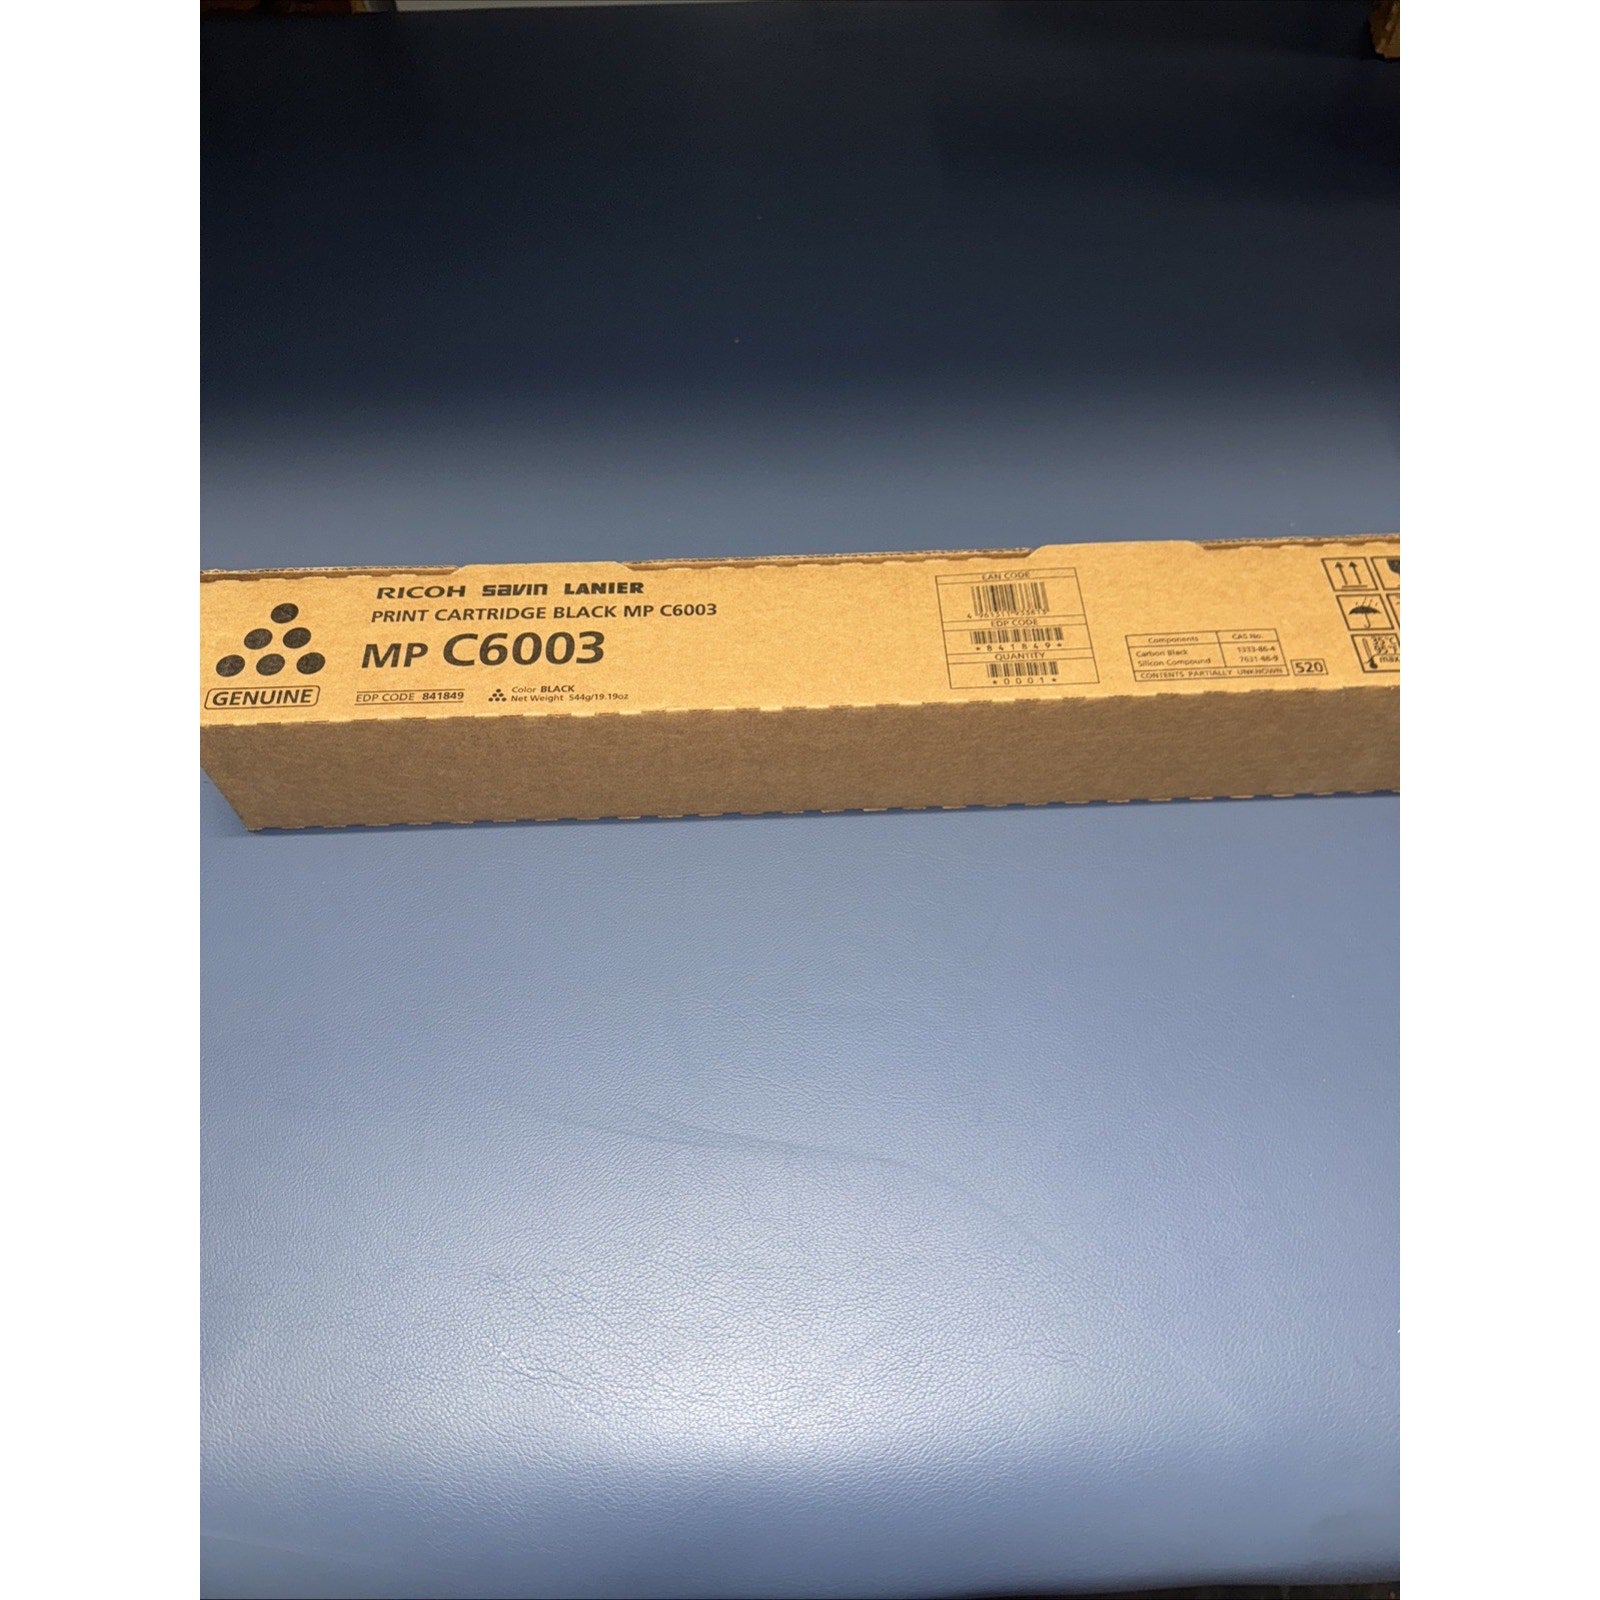 RICOH savin LANIER
PRINT CARTRIDGE BLACK MP C6003
MP C6003
GENUINE
EDP CODE 841849
Color BLACK
Net Weight 544g/19.19oz
EAN CODE
EDP CODE
*841849*
QUANTITY
*0001*
Components CAS No.
Carbon Black 1333-86-4
Silicon Compound 7631-86-9
CONTENTS PARTIALLY UNKNOWN
520
max